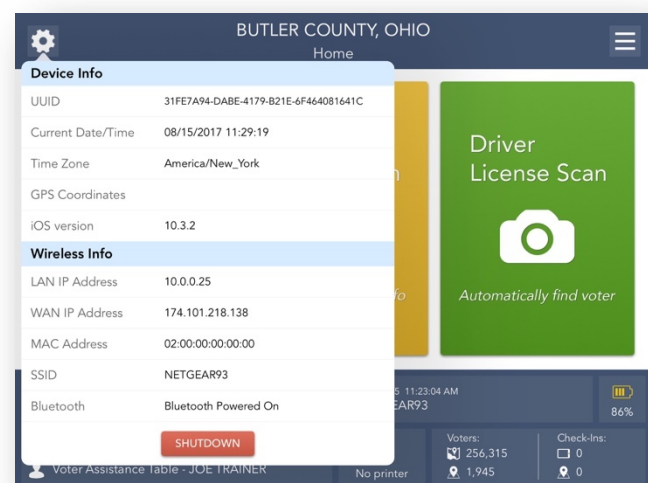 BUTLER COUNTY, OHIO
Home
Device Info
UUID 31FE7A94-DABE-4179-B21E-6F464081641C
Current Date/Time 08/15/2017 11:29:19
Time Zone America/New_York
GPS Coordinates
iOS version 10.3.2
Wireless Info
LAN IP Address 10.0.0.25
WAN IP Address 174.101.218.138
MAC Address 02:00:00:00:00:00
SSID NETGEAR93
Bluetooth Bluetooth Powered On
SHUTDOWN
Driver
License Scan
Automatically find voter
11:23:04 AM
EAR93
86%
Voter Assistance Table - JOE TRAINER
No printer
Voters:
256,315
1,945
Check-Ins:
0
0